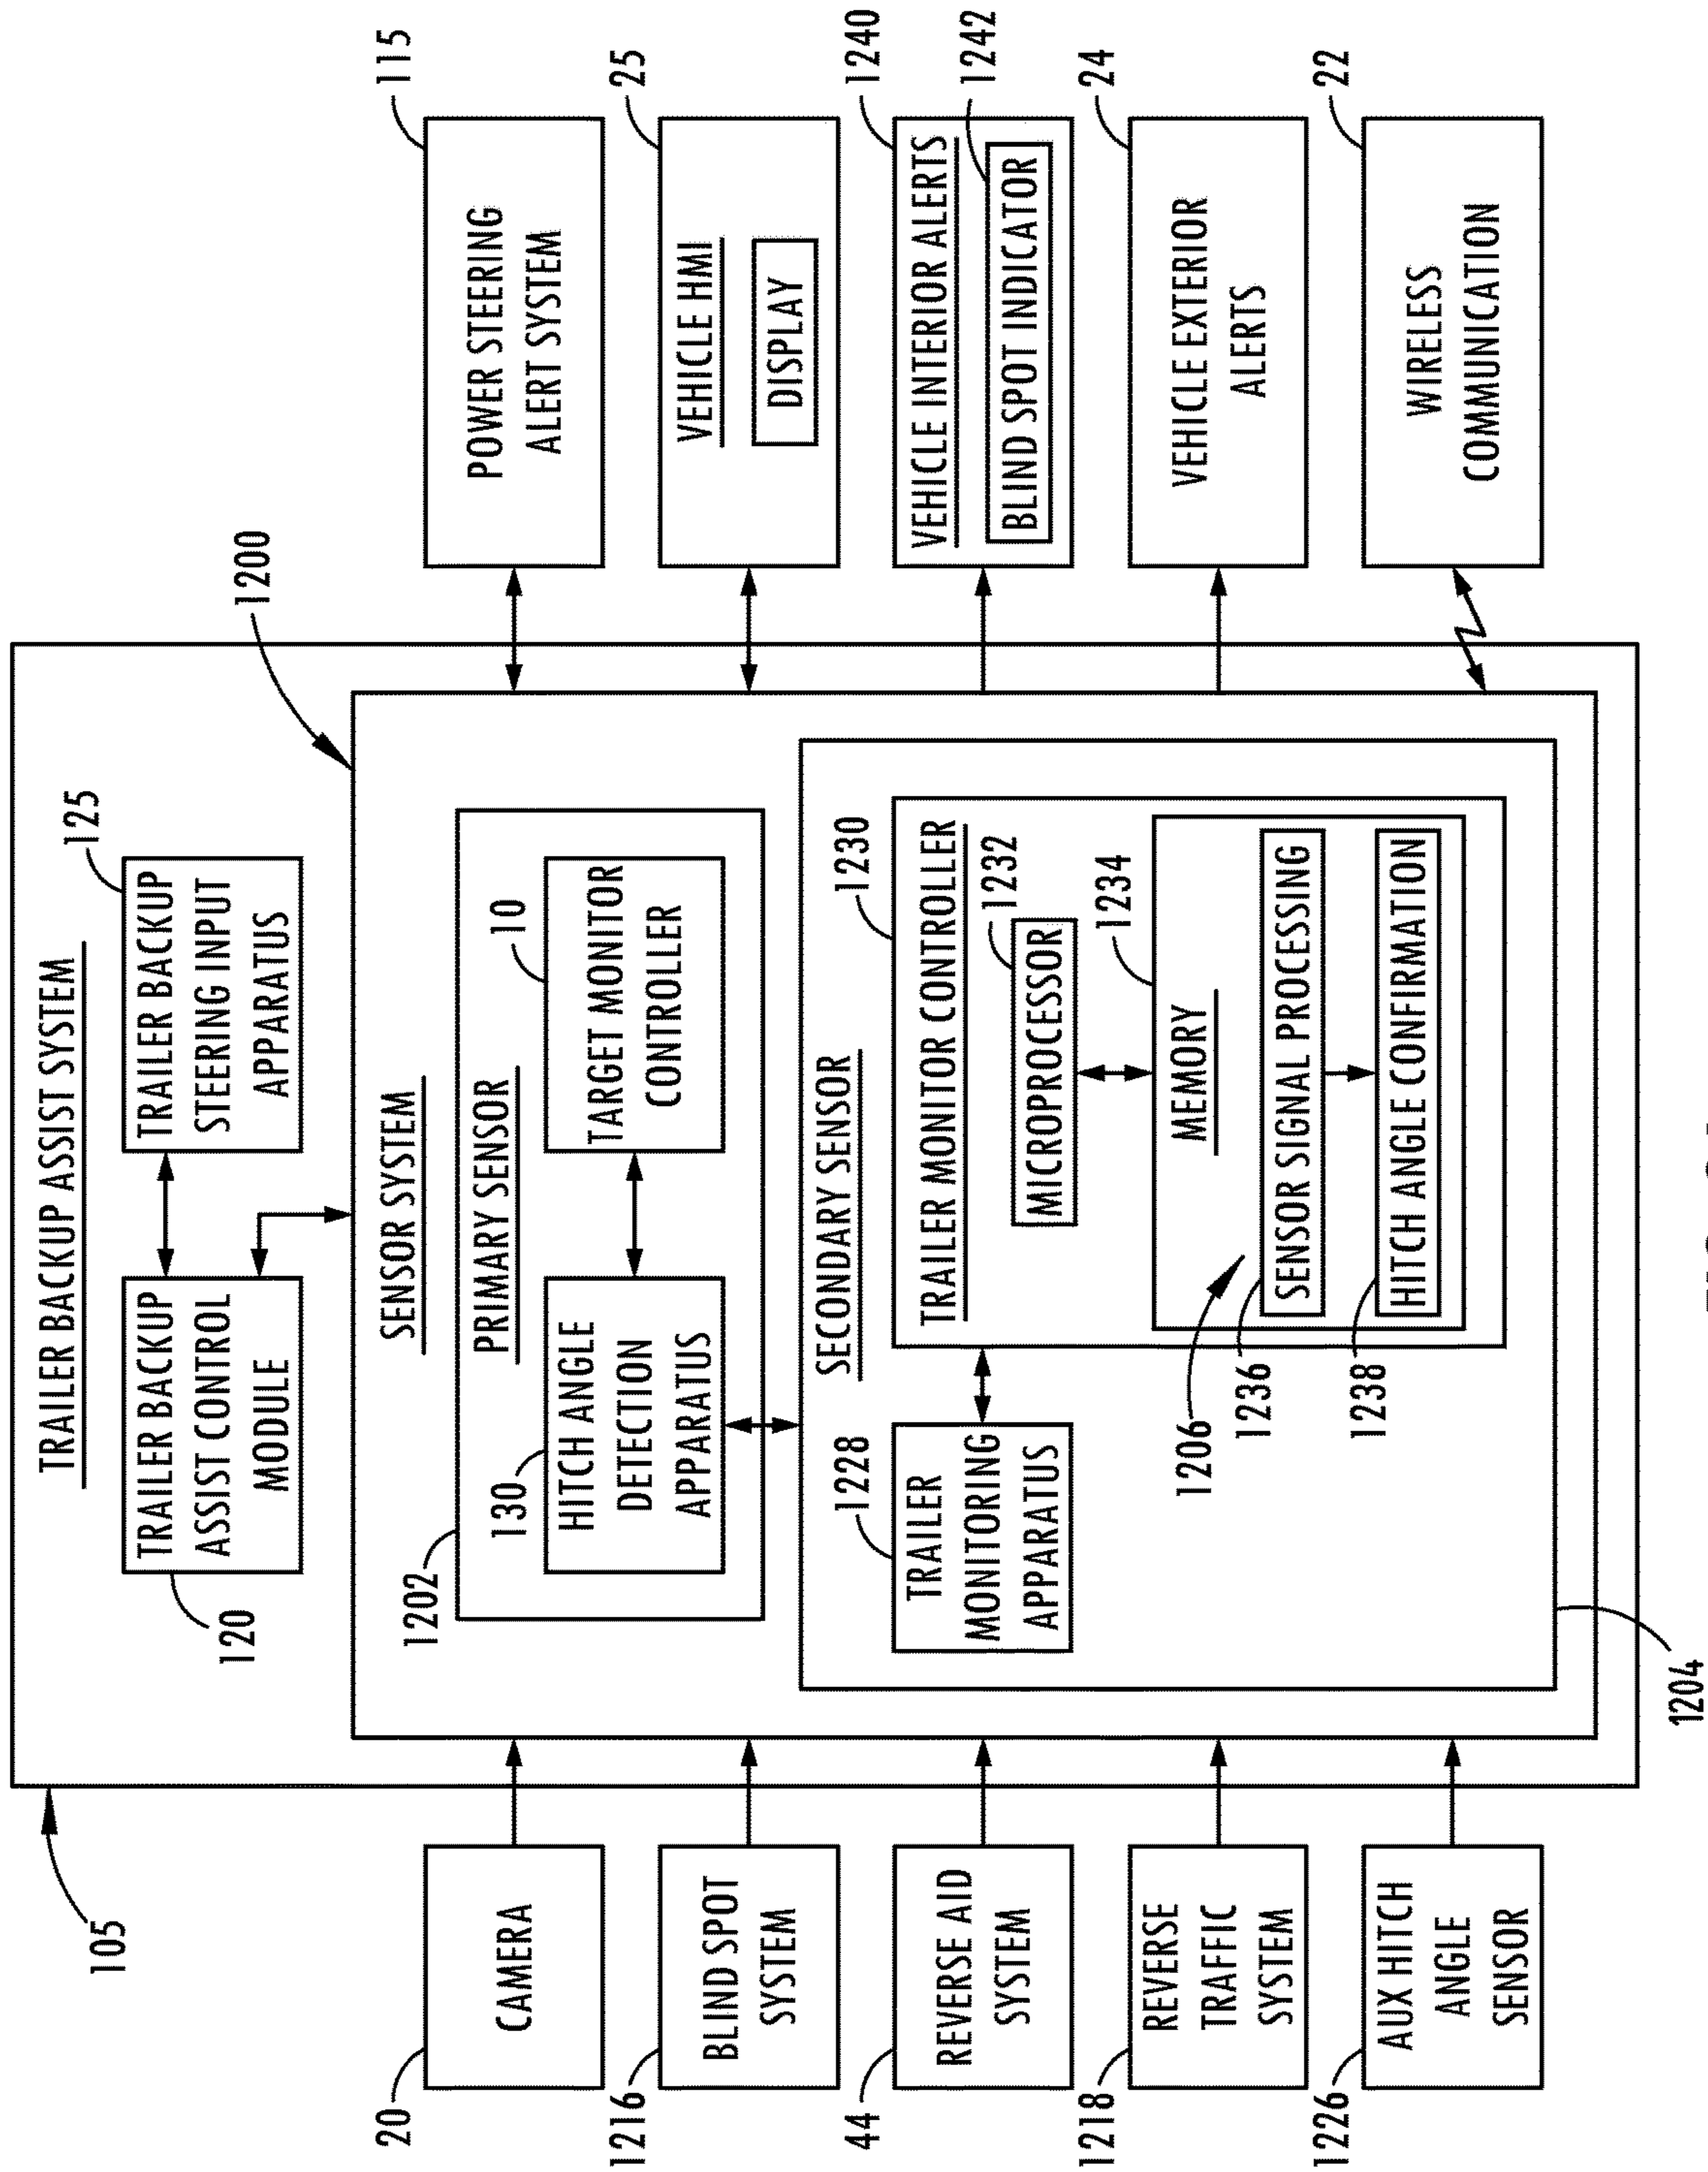 105
TRAILER BACKUP ASSIST SYSTEM
120
TRAILER BACKUP
ASSIST CONTROL
MODULE
125
TRAILER BACKUP
STEERING INPUT
APPARATUS
1200
SENSOR SYSTEM
1202
PRIMARY SENSOR
130
HITCH ANGLE
DETECTION
APPARATUS
10
TARGET MONITOR
CONTROLLER
1204
SECONDARY SENSOR
1228
TRAILER
MONITORING
APPARATUS
1230
TRAILER MONITOR CONTROLLER
1232
MICROPROCESSOR
1234
MEMORY
1206
1236
SENSOR SIGNAL PROCESSING
1238
HITCH ANGLE CONFIRMATION
20
CAMERA
1216
BLIND SPOT
SYSTEM
44
REVERSE AID
SYSTEM
1218
REVERSE
TRAFFIC
SYSTEM
1226
AUX HITCH
ANGLE
SENSOR
115
POWER STEERING
ALERT SYSTEM
25
VEHICLE HMI
DISPLAY
1240
VEHICLE INTERIOR ALERTS
1242
BLIND SPOT INDICATOR
24
VEHICLE EXTERIOR
ALERTS
22
WIRELESS
COMMUNICATION